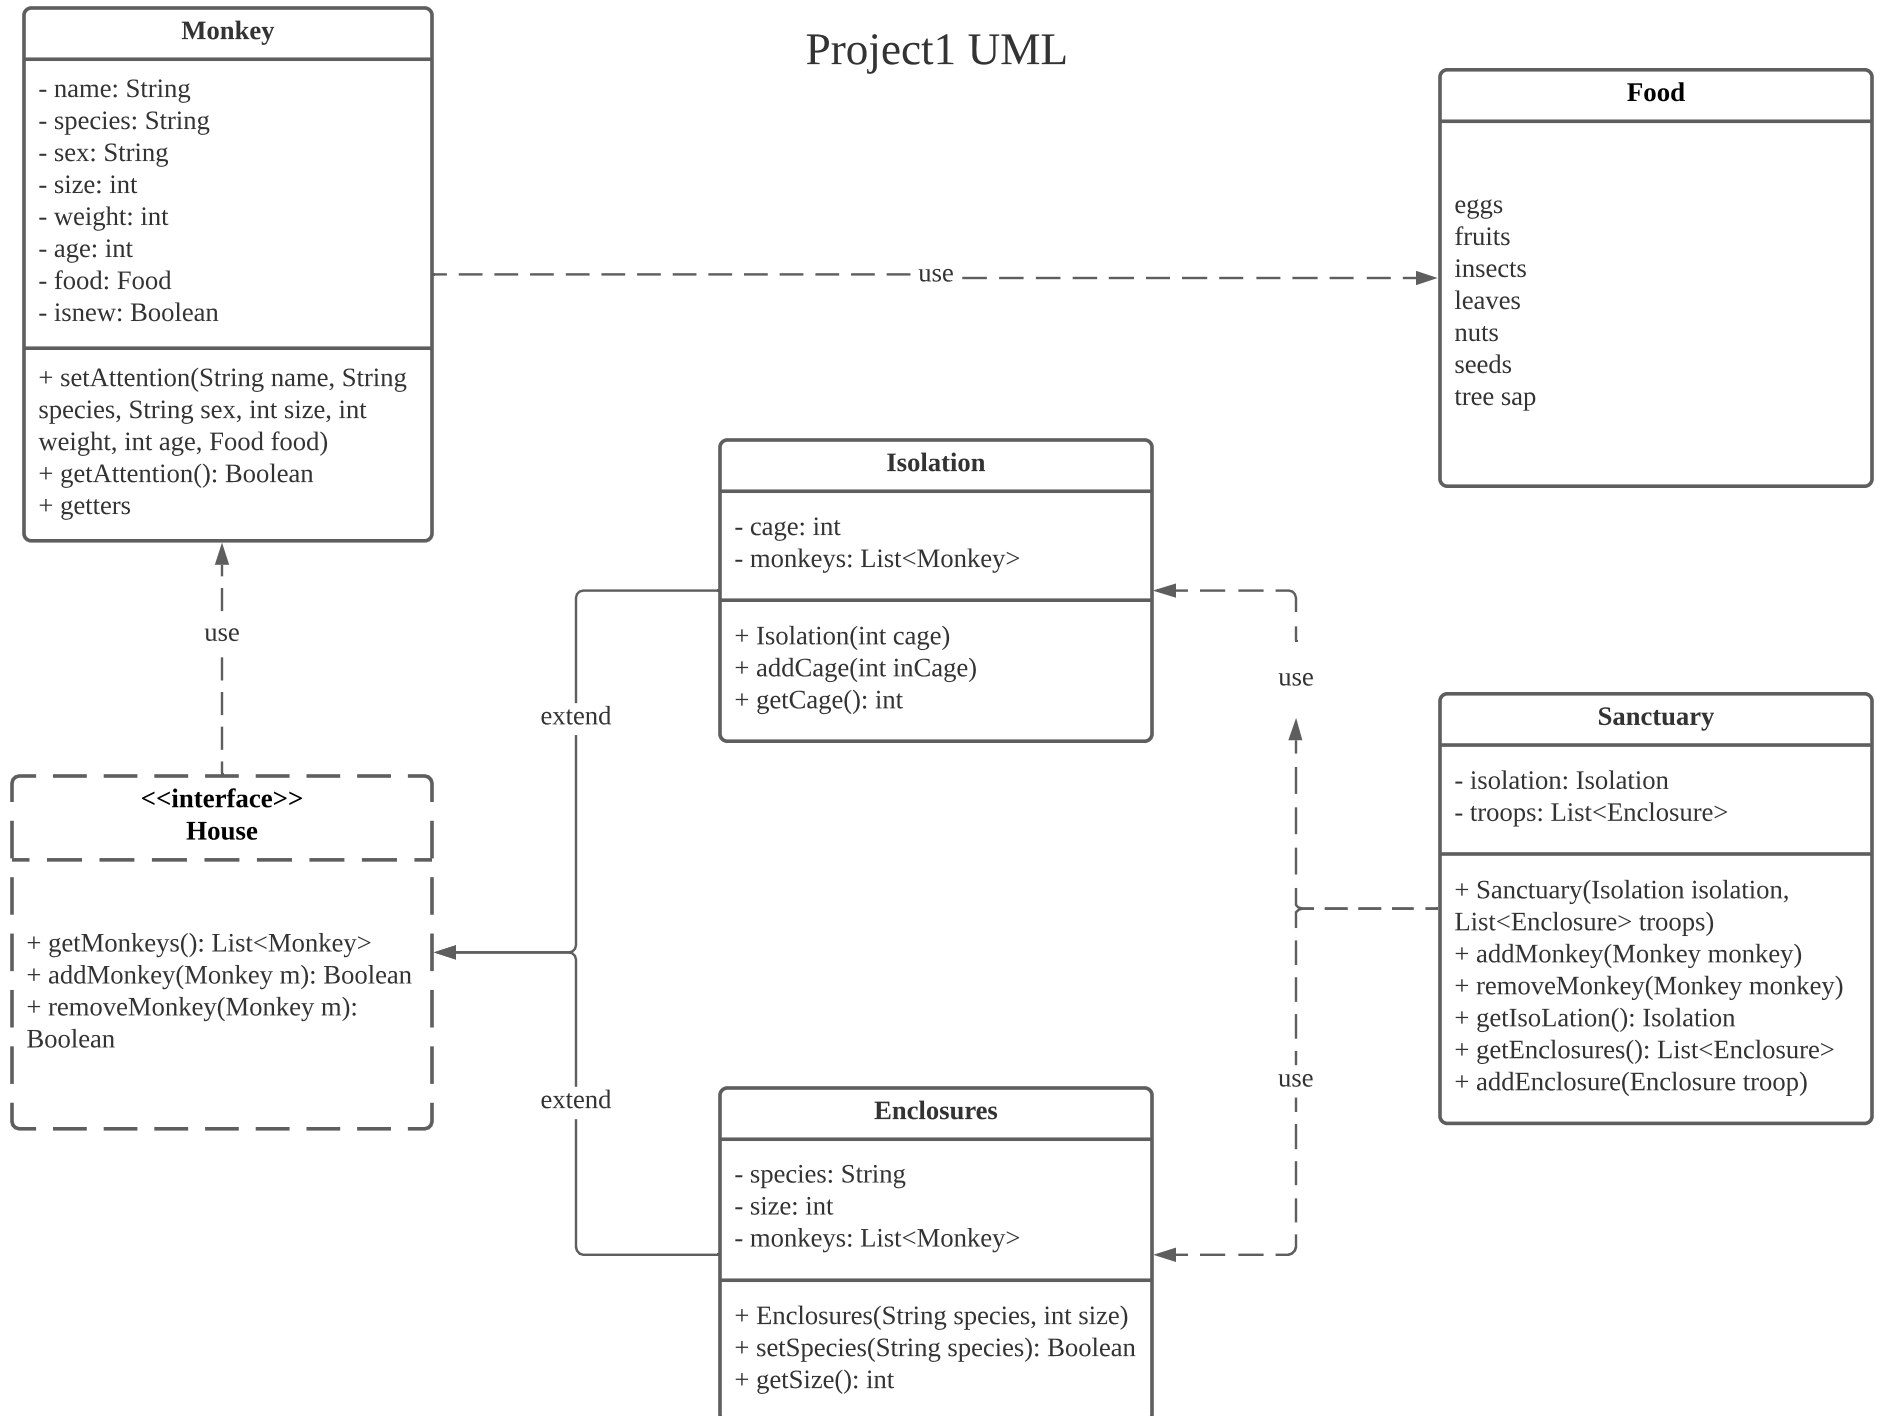 Project1 UML
Monkey
- name: String
- species: String
- sex: String
- size: int
- weight: int
- age: int
- food: Food
- isnew: Boolean
+ setAttention(String name, String
species, String sex, int size, int
weight, int age, Food food)
+ getAttention(): Boolean
+ getters
use
Food
eggs
fruits
insects
leaves
nuts
seeds
tree sap
use
<<interface>>
House
+ getMonkeys(): List<Monkey>
+ addMonkey(Monkey m): Boolean
+ removeMonkey(Monkey m):
Boolean
extend
extend
Isolation
- cage: int
- monkeys: List<Monkey>
+ Isolation(int cage)
+ addCage(int inCage)
+ getCage(): int
Enclosures
- species: String
- size: int
- monkeys: List<Monkey>
+ Enclosures(String species, int size)
+ setSpecies(String species): Boolean
+ getSize(): int
use
use
Sanctuary
- isolation: Isolation
- troops: List<Enclosure>
+ Sanctuary(Isolation isolation,
List<Enclosure> troops)
+ addMonkey(Monkey monkey)
+ removeMonkey(Monkey monkey)
+ getIsoLation(): Isolation
+ getEnclosures(): List<Enclosure>
+ addEnclosure(Enclosure troop)